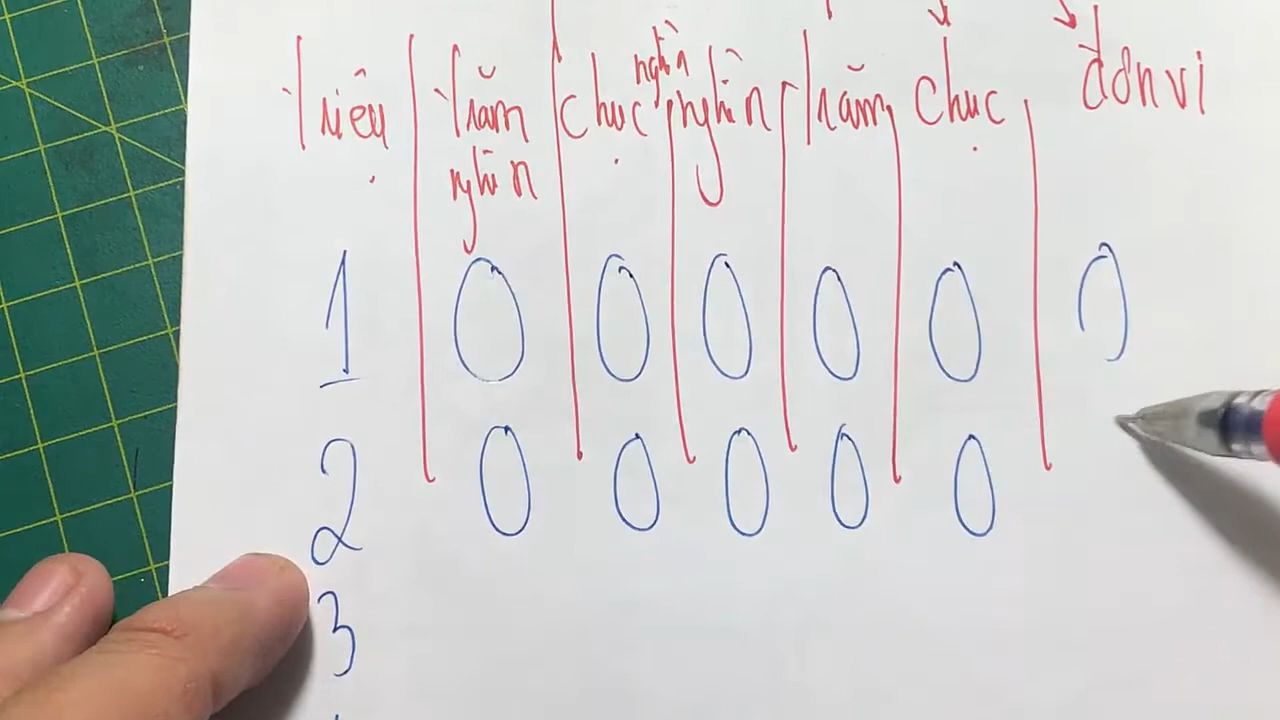 triệu trăm chục nghìn nghìn trăm chục đơn vị
nghìn
1 0 0 0 0 0 0
2 0 0 0 0 0
3